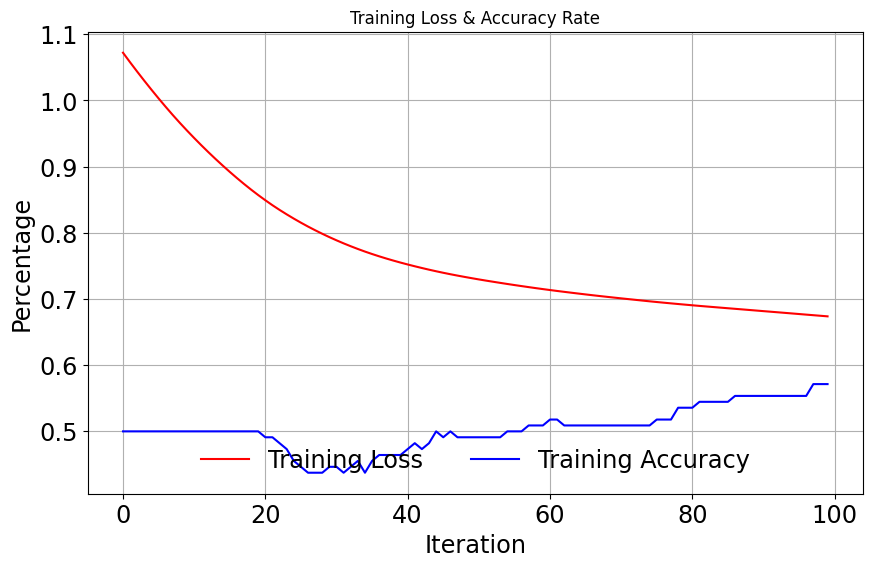 Training Loss & Accuracy Rate
1.1
1.0
0.9
0.8
0.7
0.6
0.5
Percentage
Training Loss
Training Accuracy
0 20 40 60 80 100
Iteration